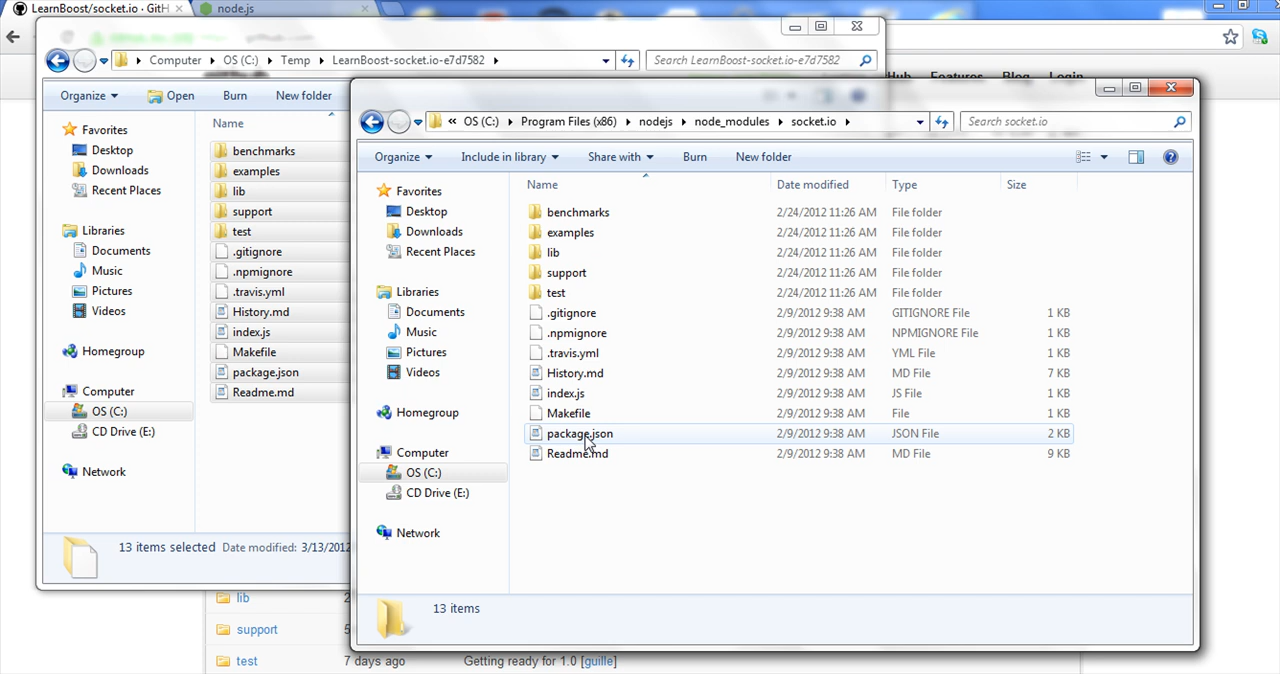 LearnBoost/socket.io · GitH
node.js
Computer OS (C:) Temp LearnBoost-socket.io-e7d7582
Search LearnBoost-socket.io-e7d7582
Hub Features Blog Login
Organize Open Burn New folder
Name
Favorites
Desktop
Downloads
Recent Places
Libraries
Documents
Music
Pictures
Videos
Homegroup
Computer
OS (C:)
CD Drive (E:)
Network
benchmarks
examples
lib
support
test
.gitignore
.npmignore
.travis.yml
History.md
index.js
Makefile
package.json
Readme.md
13 items selected Date modified: 3/13/2012
« OS (C:) Program Files (x86) nodejs node_modules socket.io
Search socket.io
Organize Include in library Share with Burn New folder
Favorites
Desktop
Downloads
Recent Places
Libraries
Documents
Music
Pictures
Videos
Homegroup
Computer
OS (C:)
CD Drive (E:)
Network
Name Date modified Type Size
benchmarks 2/24/2012 11:26 AM File folder
examples 2/24/2012 11:26 AM File folder
lib 2/24/2012 11:26 AM File folder
support 2/24/2012 11:26 AM File folder
test 2/24/2012 11:26 AM File folder
.gitignore 2/9/2012 9:38 AM GITIGNORE File 1 KB
.npmignore 2/9/2012 9:38 AM NPMIGNORE File 1 KB
.travis.yml 2/9/2012 9:38 AM YML File 1 KB
History.md 2/9/2012 9:38 AM MD File 7 KB
index.js 2/9/2012 9:38 AM JS File 1 KB
Makefile 2/9/2012 9:38 AM File 1 KB
package.json 2/9/2012 9:38 AM JSON File 2 KB
Readme.md 2/9/2012 9:38 AM MD File 9 KB
13 items
lib 2
support 5
test 7 days ago Getting ready for 1.0 [guille]